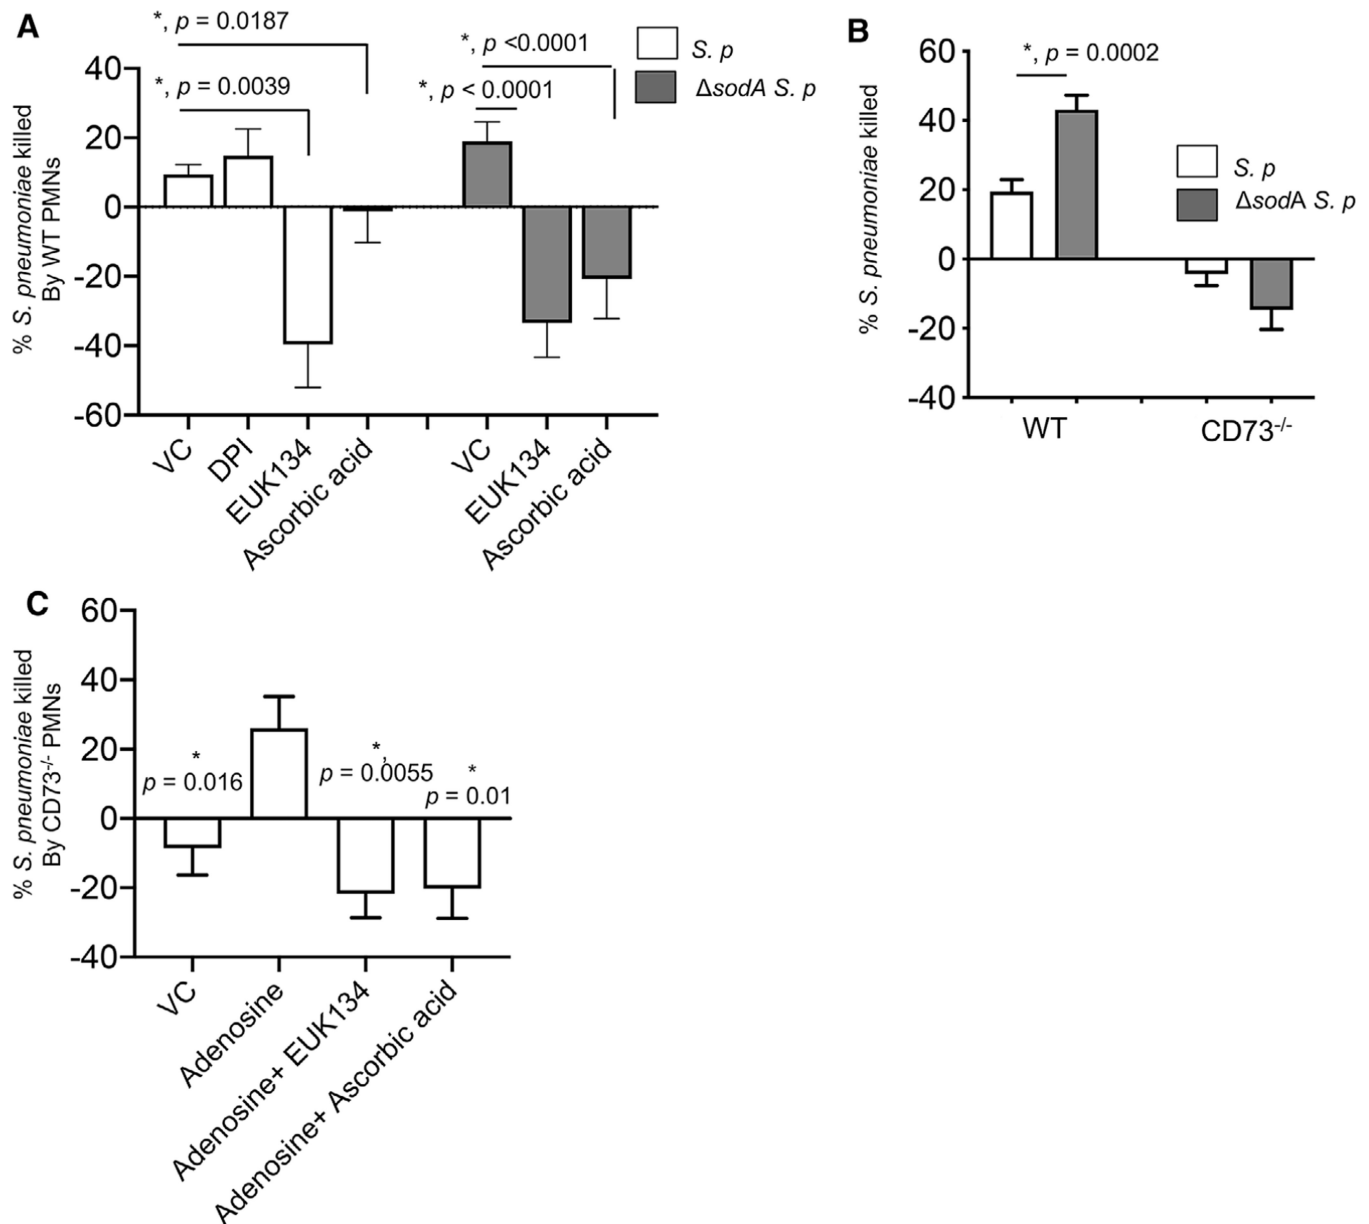 A
*, p = 0.0187
*, p <0.0001
*, p = 0.0039
*, p < 0.0001
S. p
ΔsodA S. p
% S. pneumoniae killed
By WT PMNs
40
20
0
-20
-40
-60
VC
DPI
EUK134
Ascorbic acid
VC
EUK134
Ascorbic acid
B
*, p = 0.0002
S. p
ΔsodA S. p
% S. pneumoniae killed
60
40
20
0
-20
-40
WT
CD73-/-
C
% S. pneumoniae killed
By CD73-/- PMNs
60
40
20
0
-20
-40
*
p = 0.016
*,
p = 0.0055
*
p = 0.01
VC
Adenosine
Adenosine+ EUK134
Adenosine+ Ascorbic acid